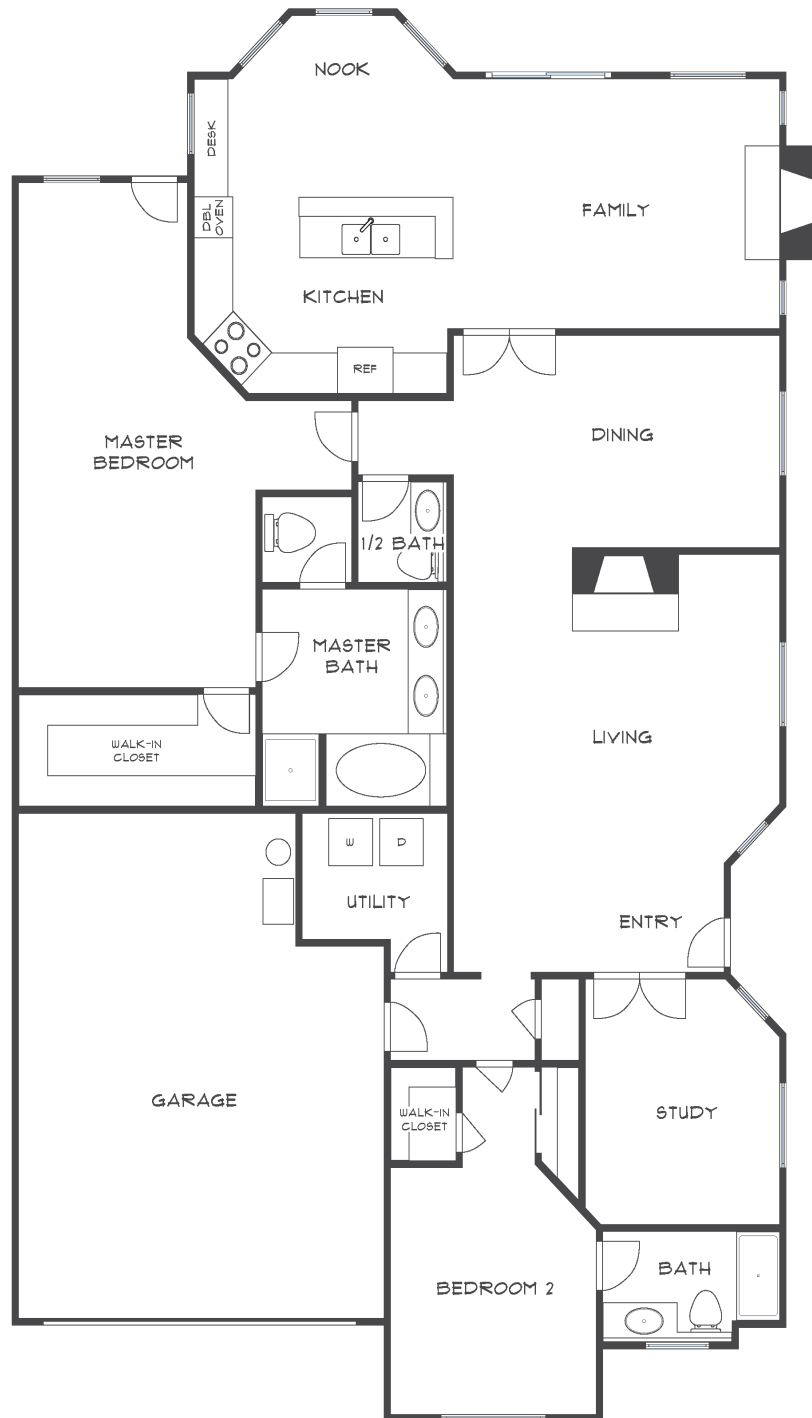 NOOK
DESK
DBL
OVEN
FAMILY
KITCHEN
REF
DINING
MASTER
BEDROOM
1/2 BATH
MASTER
BATH
LIVING
WALK-IN
CLOSET
W
D
UTILITY
ENTRY
GARAGE
WALK-IN
CLOSET
STUDY
BATH
BEDROOM 2